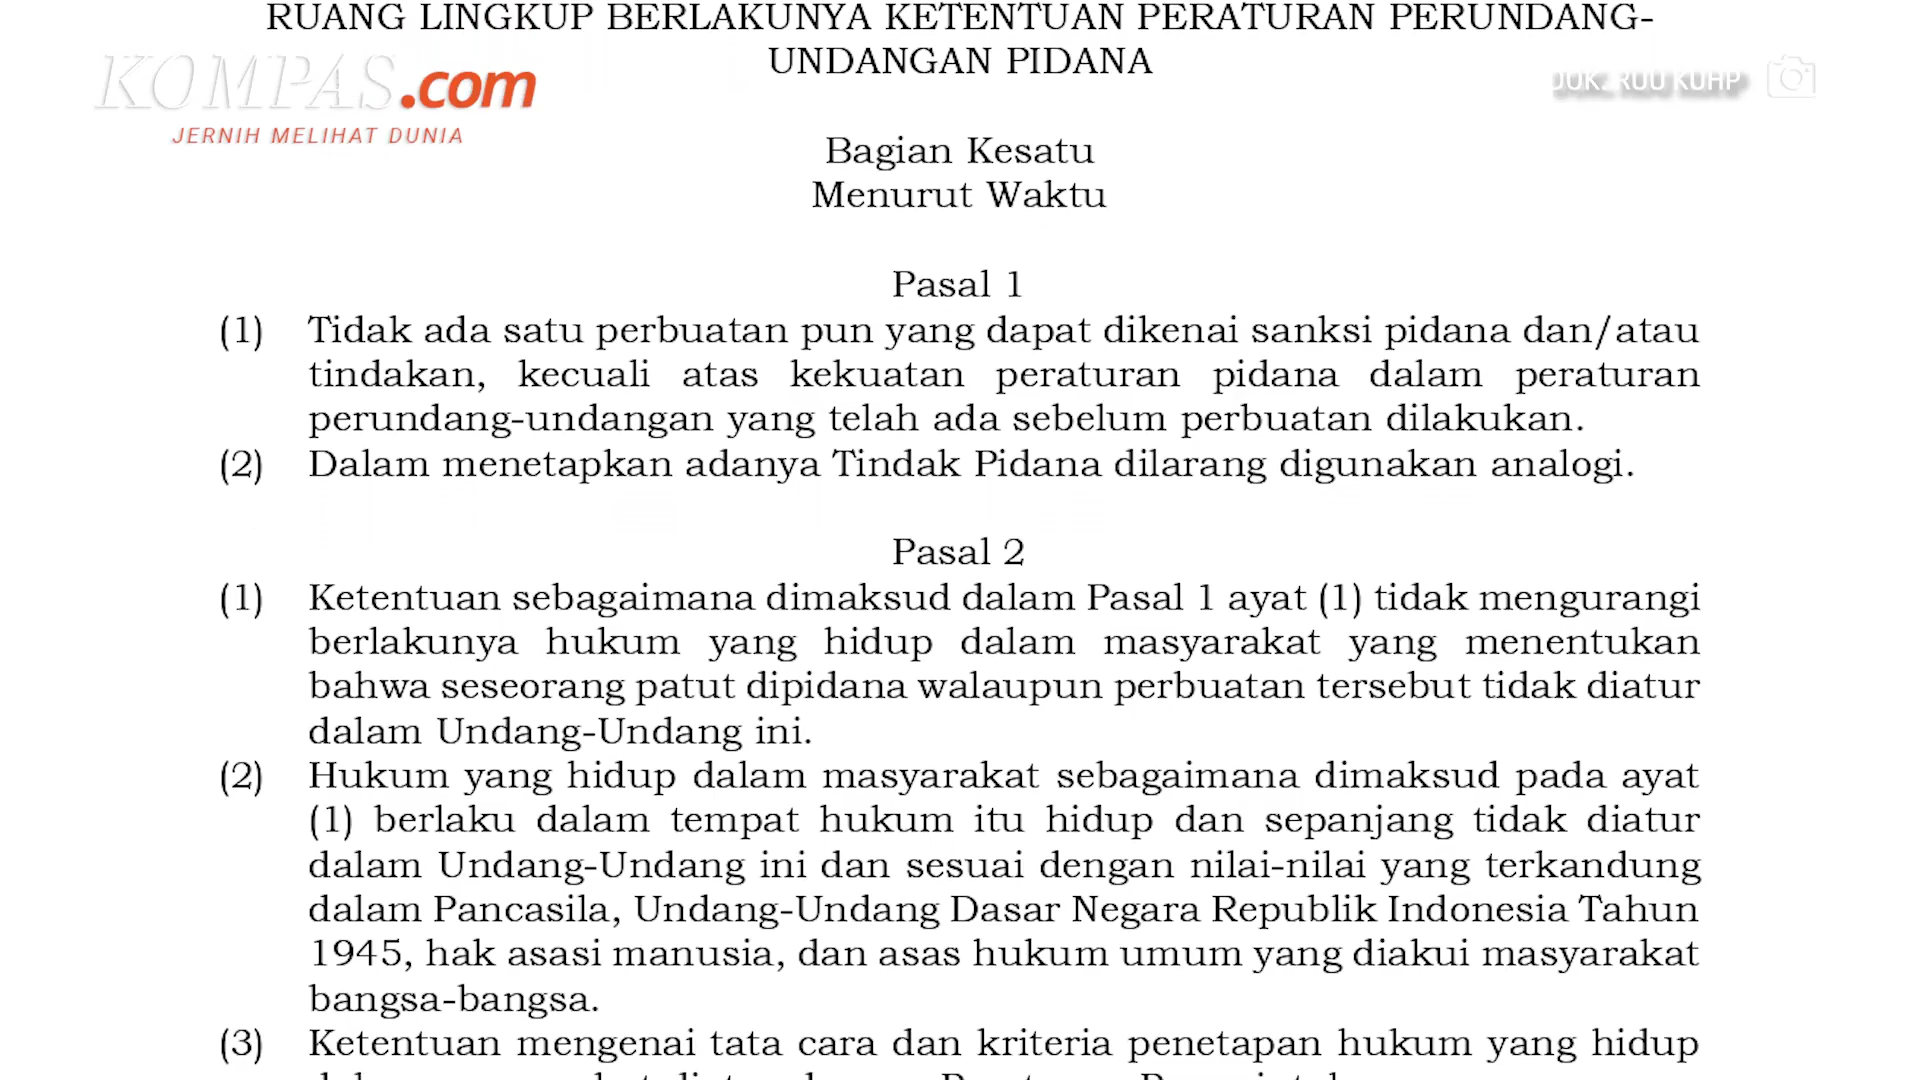 RUANG LINGKUP BERLAKUNYA KETENTUAN PERATURAN PERUNDANG-
UNDANGAN PIDANA
KOMPAS.com
JERNIH MELIHAT DUNIA
RUU KUHP
Bagian Kesatu
Menurut Waktu
Pasal 1
(1) Tidak ada satu perbuatan pun yang dapat dikenai sanksi pidana dan/atau
tindakan, kecuali atas kekuatan peraturan pidana dalam peraturan
perundang-undangan yang telah ada sebelum perbuatan dilakukan.
(2) Dalam menetapkan adanya Tindak Pidana dilarang digunakan analogi.
Pasal 2
(1) Ketentuan sebagaimana dimaksud dalam Pasal 1 ayat (1) tidak mengurangi
berlakunya hukum yang hidup dalam masyarakat yang menentukan
bahwa seseorang patut dipidana walaupun perbuatan tersebut tidak diatur
dalam Undang-Undang ini.
(2) Hukum yang hidup dalam masyarakat sebagaimana dimaksud pada ayat
(1) berlaku dalam tempat hukum itu hidup dan sepanjang tidak diatur
dalam Undang-Undang ini dan sesuai dengan nilai-nilai yang terkandung
dalam Pancasila, Undang-Undang Dasar Negara Republik Indonesia Tahun
1945, hak asasi manusia, dan asas hukum umum yang diakui masyarakat
bangsa-bangsa.
(3) Ketentuan mengenai tata cara dan kriteria penetapan hukum yang hidup